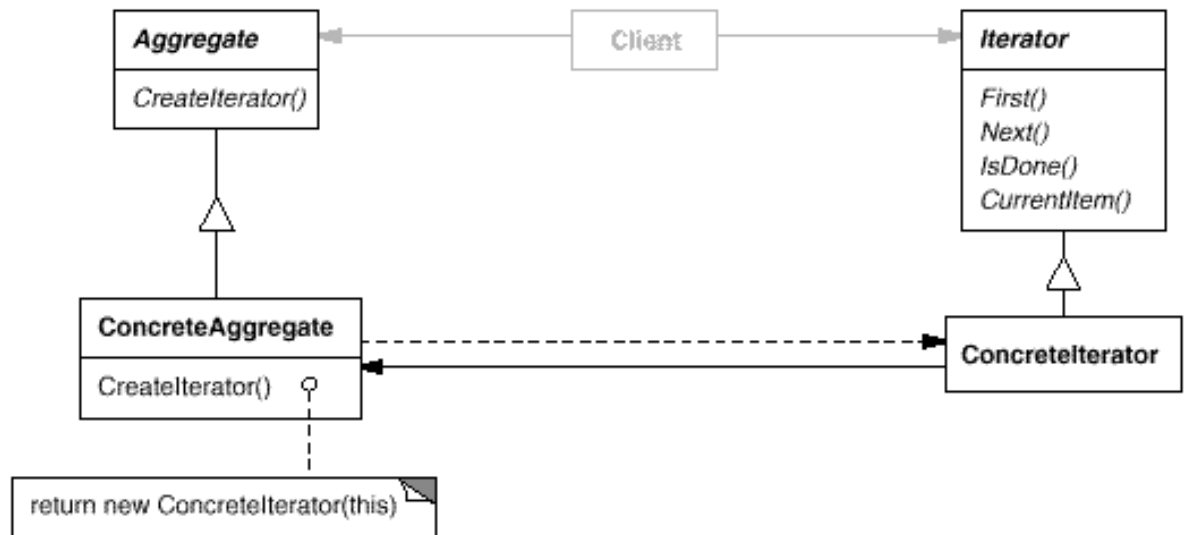 Aggregate
CreateIterator()
Client
Iterator
First()
Next()
IsDone()
CurrentItem()
ConcreteAggregate
CreateIterator()
ConcreteIterator
return new ConcreteIterator(this)